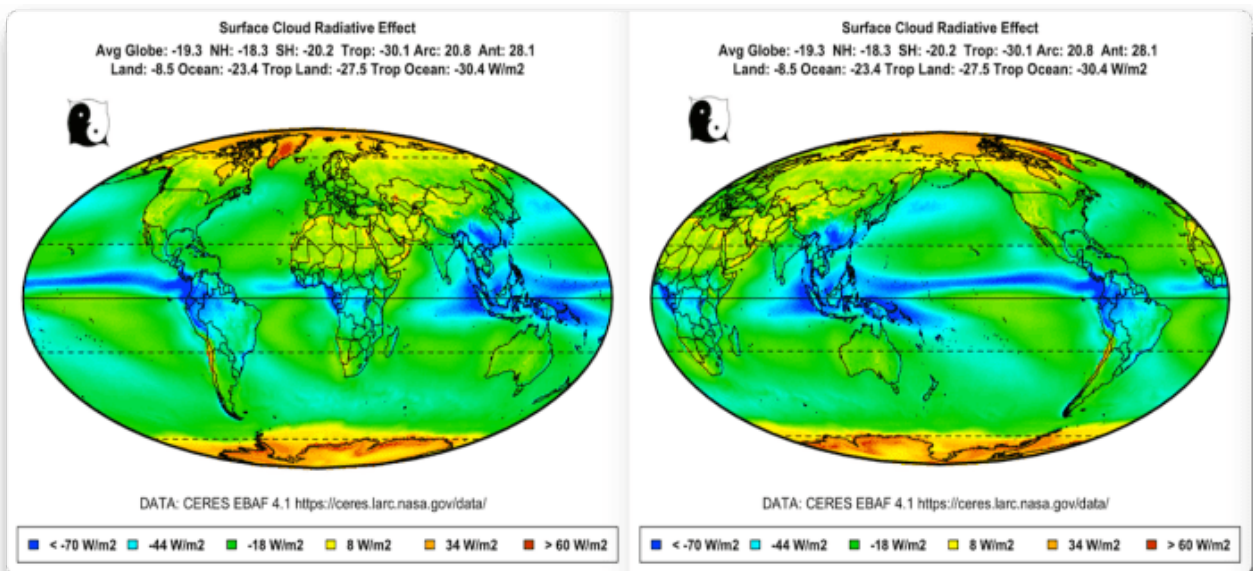 Surface Cloud Radiative Effect
Avg Globe: -19.3 NH: -18.3 SH: -20.2 Trop: -30.1 Arc: 20.8 Ant: 28.1
Land: -8.5 Ocean: -23.4 Trop Land: -27.5 Trop Ocean: -30.4 W/m2
DATA: CERES EBAF 4.1 https://ceres.larc.nasa.gov/data/
< -70 W/m2 -44 W/m2 -18 W/m2 8 W/m2 34 W/m2 > 60 W/m2
Surface Cloud Radiative Effect
Avg Globe: -19.3 NH: -18.3 SH: -20.2 Trop: -30.1 Arc: 20.8 Ant: 28.1
Land: -8.5 Ocean: -23.4 Trop Land: -27.5 Trop Ocean: -30.4 W/m2
DATA: CERES EBAF 4.1 https://ceres.larc.nasa.gov/data/
< -70 W/m2 -44 W/m2 -18 W/m2 8 W/m2 34 W/m2 > 60 W/m2